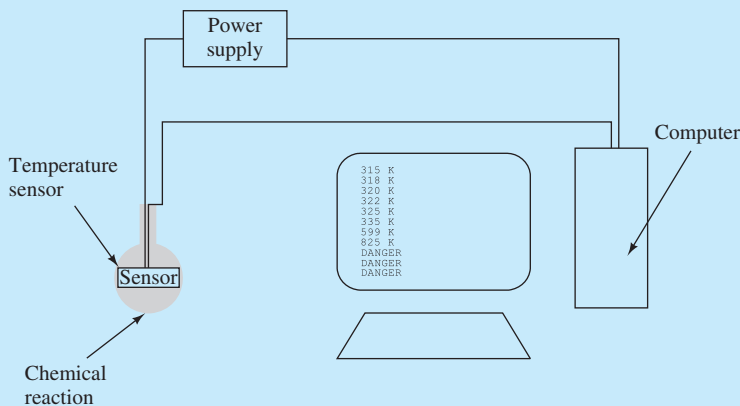 Power
supply
Computer
Temperature
sensor
315 K
318 K
320 K
322 K
325 K
335 K
599 K
825 K
DANGER
DANGER
DANGER
Sensor
Chemical
reaction